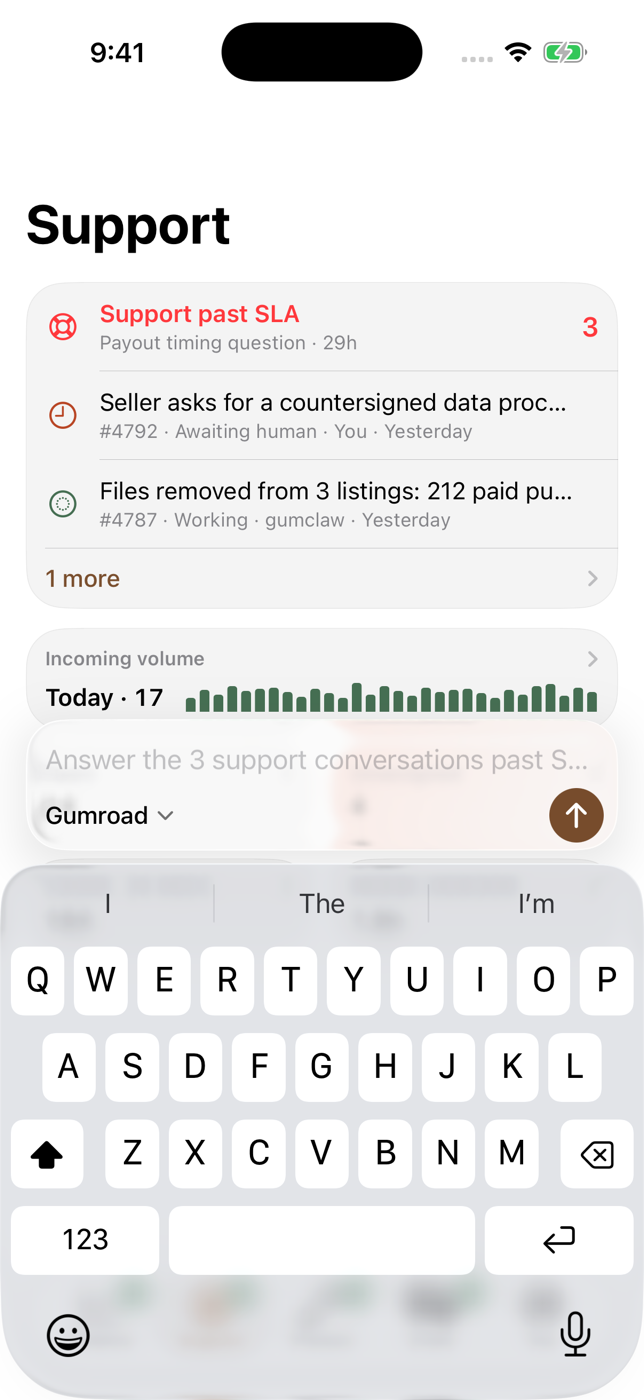 9:41
Support
Support past SLA
Payout timing question · 29h
3
Seller asks for a countersigned data proc...
#4792 · Awaiting human · You · Yesterday
Files removed from 3 listings: 212 paid pu...
#4787 · Working · gumclaw · Yesterday
1 more
Incoming volume
Today · 17
Answer the 3 support conversations past S...
Gumroad
I
The
I'm
Q W E R T Y U I O P
A S D F G H J K L
Z X C V B N M
123